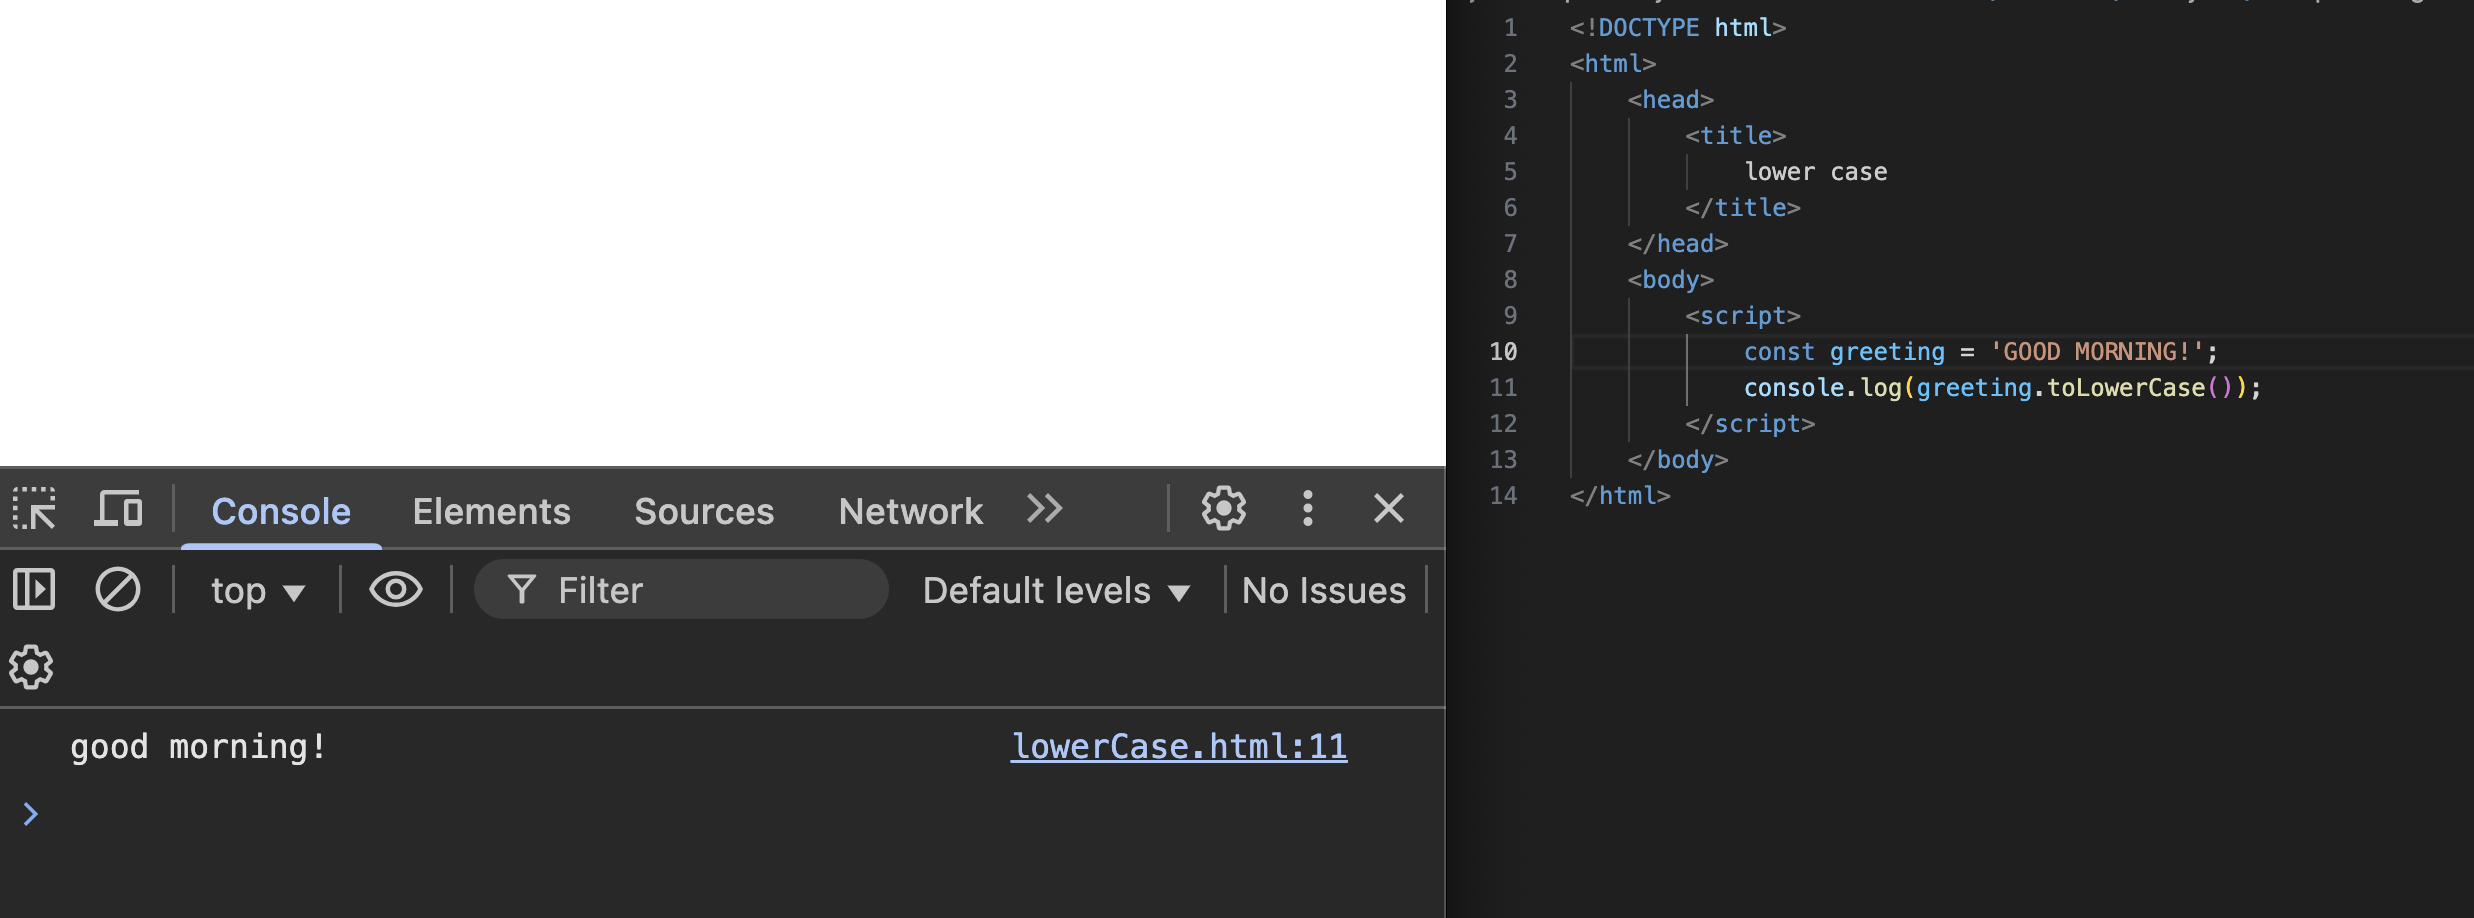 Console Elements Sources Network
top Filter Default levels No Issues
good morning! lowerCase.html:11
1 <!DOCTYPE html>
2 <html>
3 <head>
4 <title>
5 lower case
6 </title>
7 </head>
8 <body>
9 <script>
10 const greeting = 'GOOD MORNING!';
11 console.log(greeting.toLowerCase());
12 </script>
13 </body>
14 </html>